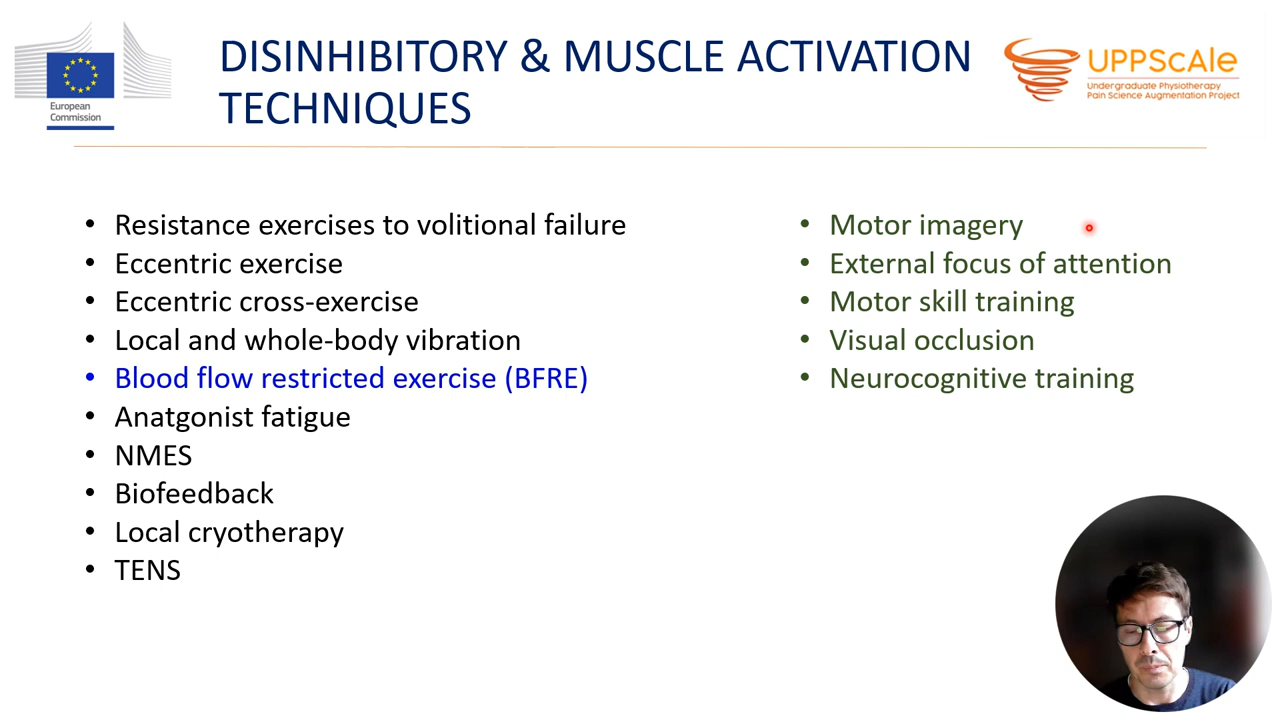 European
Commission
DISINHIBITORY & MUSCLE ACTIVATION
TECHNIQUES
UPPScale
Undergraduate Physiotherapy
Pain Science Augmentation Project
• Resistance exercises to volitional failure
• Eccentric exercise
• Eccentric cross-exercise
• Local and whole-body vibration
• Blood flow restricted exercise (BFRE)
• Anatgonist fatigue
• NMES
• Biofeedback
• Local cryotherapy
• TENS
• Motor imagery
• External focus of attention
• Motor skill training
• Visual occlusion
• Neurocognitive training